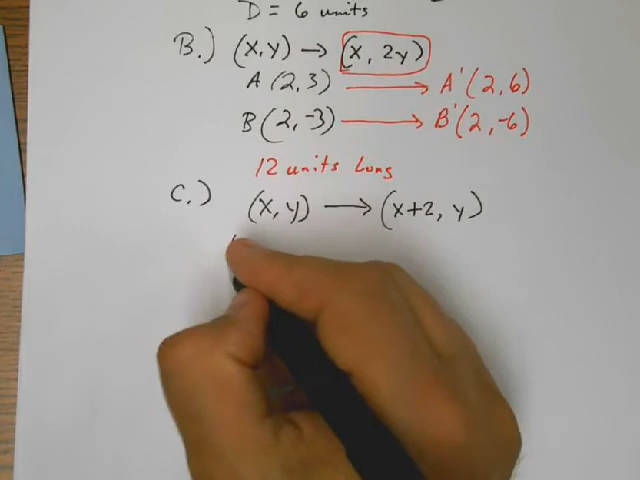 D = 6 units
B.) (X,Y) → (X, 2y)
A (2,3) → A'(2,6)
B(2,-3) → B'(2,-6)
12 units Long
C.) (X,Y) → (X+2, y)